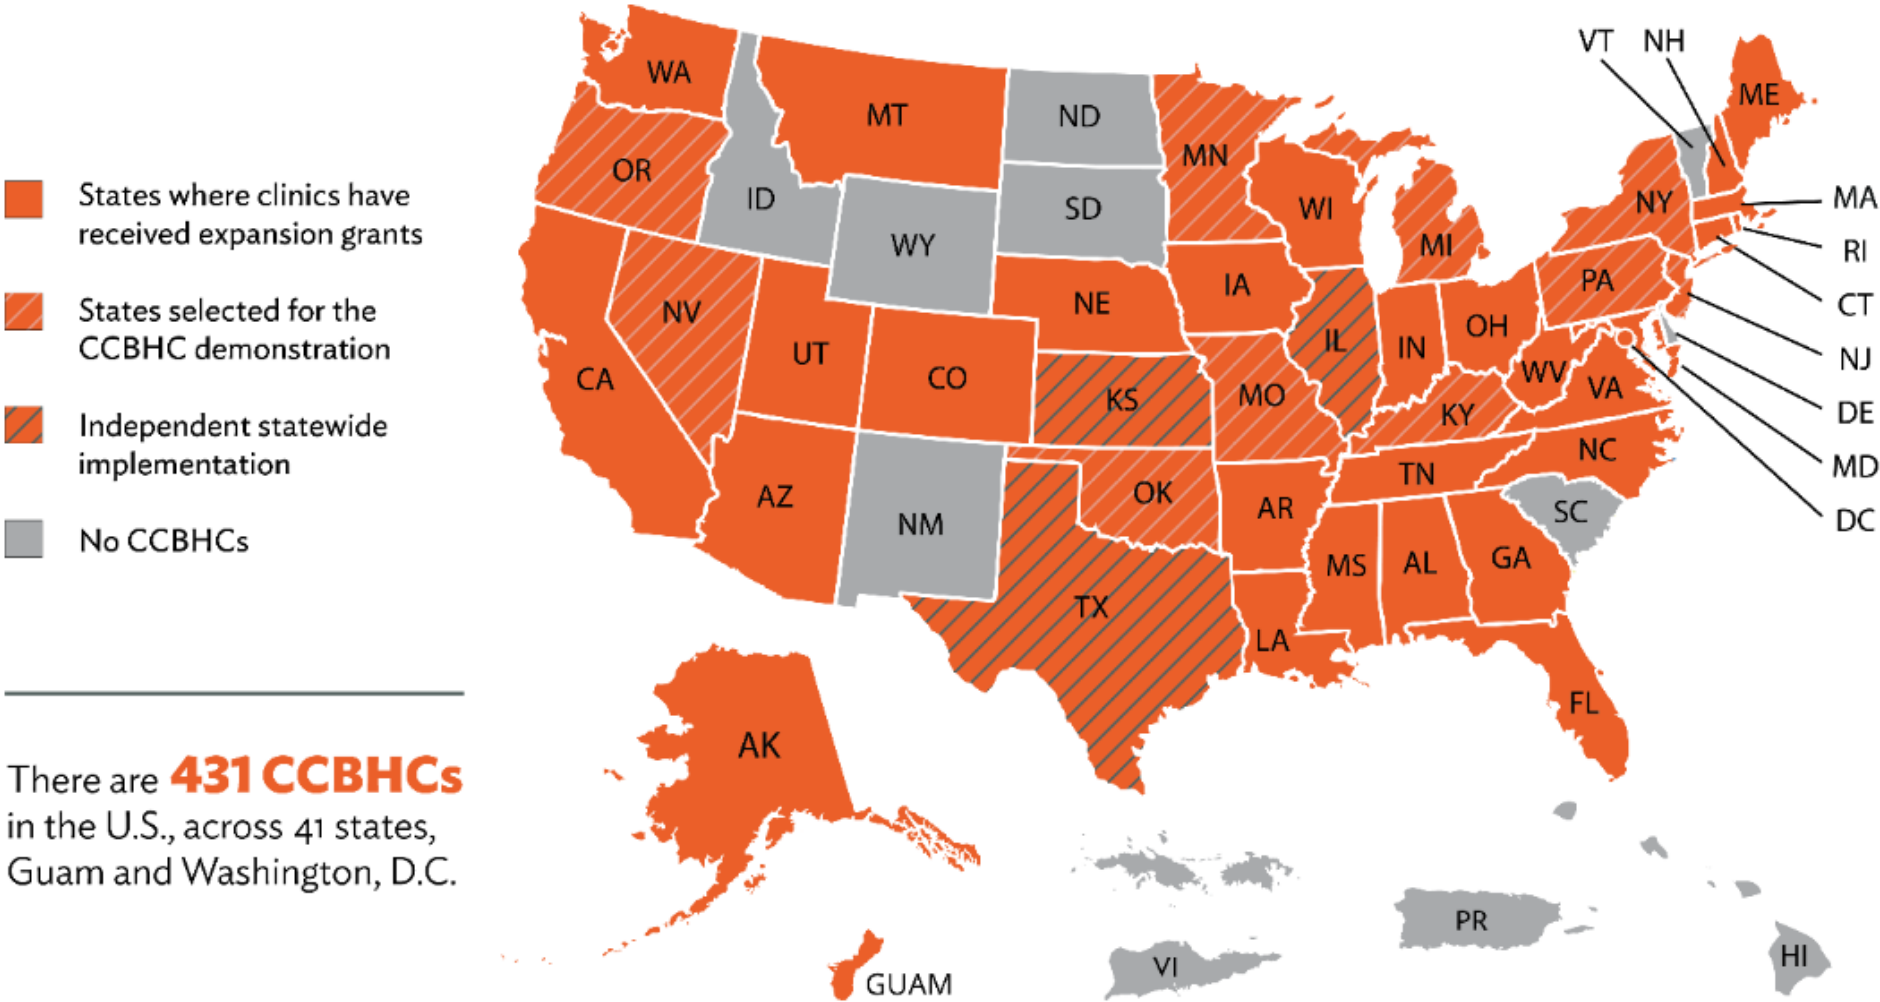 States where clinics have
received expansion grants
States selected for the
CCBHC demonstration
Independent statewide
implementation
No CCBHCs
There are 431 CCBHCs
in the U.S., across 41 states,
Guam and Washington, D.C.
WA
MT
ND
MN
OR
ID
SD
WY
WI
MI
NY
ME
VT
NH
MA
RI
CT
NJ
DE
MD
DC
NV
UT
CO
CA
NE
IA
IL
IN
OH
PA
WV
VA
KS
MO
KY
NC
TN
AZ
NM
OK
AR
SC
MS
AL
GA
TX
LA
FL
AK
GUAM
VI
PR
HI